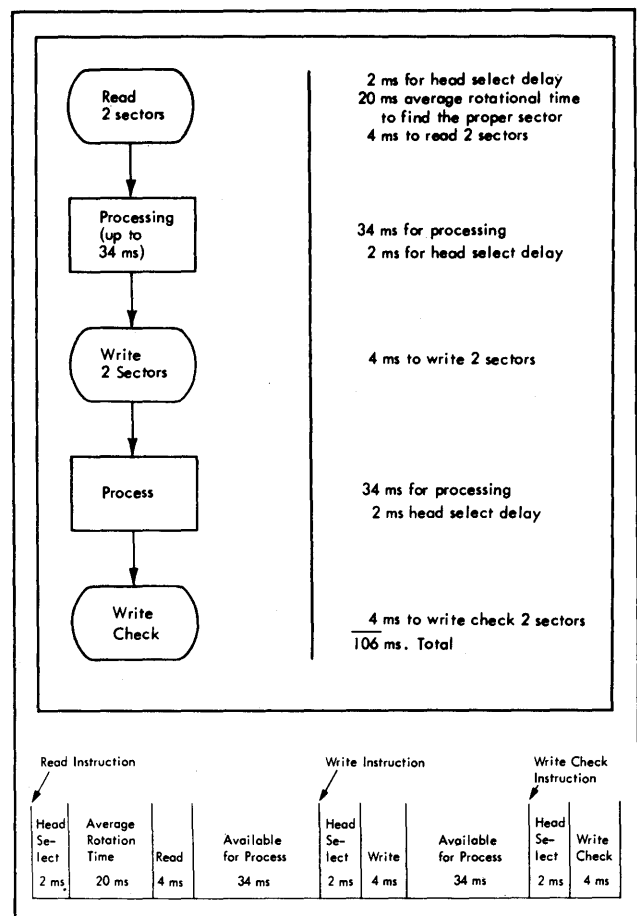 Read
2 sectors
2 ms for head select delay
20 ms average rotational time
to find the proper sector
4 ms to read 2 sectors
Processing
(up to
34 ms)
34 ms for processing
2 ms for head select delay
Write
2 Sectors
4 ms to write 2 sectors
Process
34 ms for processing
2 ms head select delay
Write
Check
4 ms to write check 2 sectors
106 ms. Total
Read Instruction
Write Instruction
Write Check
Instruction
Head
Se-
lect
2 ms
Average
Rotation
Time
20 ms
Read
4 ms
Available
for Process
34 ms
Head
Se-
lect
2 ms
Write
4 ms
Available
for Process
34 ms
Head
Se-
lect
2 ms
Write
Check
4 ms